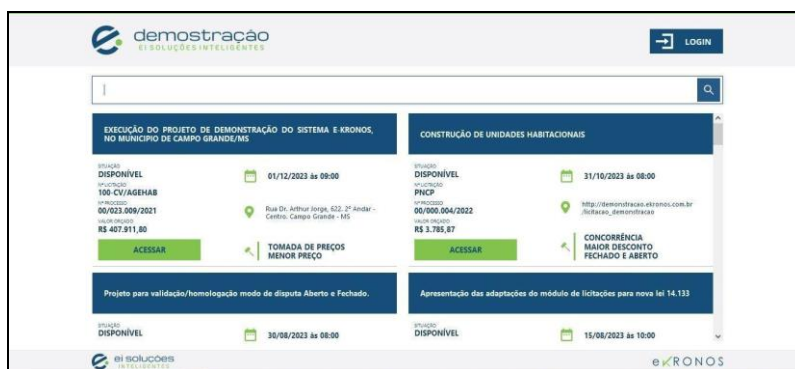 demostração
EI SOLUÇÕES INTELIGENTES
LOGIN
EXECUÇÃO DO PROJETO DE DEMONSTRAÇÃO DO SISTEMA E-KRONOS,
NO MUNICIPIO DE CAMPO GRANDE/MS
SITUAÇÃO
DISPONÍVEL
Nº LICITAÇÃO
100-CV/AGEHAB
Nº PROCESSO
00/023.009/2021
VALOR ORÇADO
R$ 407.911,80
ACESSAR
01/12/2023 às 09:00
Rua Dr. Arthur Jorge, 622. 2º Andar -
Centro. Campo Grande - MS
TOMADA DE PREÇOS
MENOR PREÇO
CONSTRUÇÃO DE UNIDADES HABITACIONAIS
SITUAÇÃO
DISPONÍVEL
Nº LICITAÇÃO
PNCP
Nº PROCESSO
00/000.004/2022
VALOR ORÇADO
R$ 3.785,87
ACESSAR
31/10/2023 às 08:00
http://demonstracao.ekronos.com.br
/licitacao_demonstracao
CONCORRÊNCIA
MAIOR DESCONTO
FECHADO E ABERTO
Projeto para validação/homologação modo de disputa Aberto e Fechado.
SITUAÇÃO
DISPONÍVEL
30/08/2023 às 08:00
Apresentação das adaptações do módulo de licitações para nova lei 14.133
SITUAÇÃO
DISPONÍVEL
15/08/2023 às 10:00
ei soluções
INTELIGENTES
eKRONOS